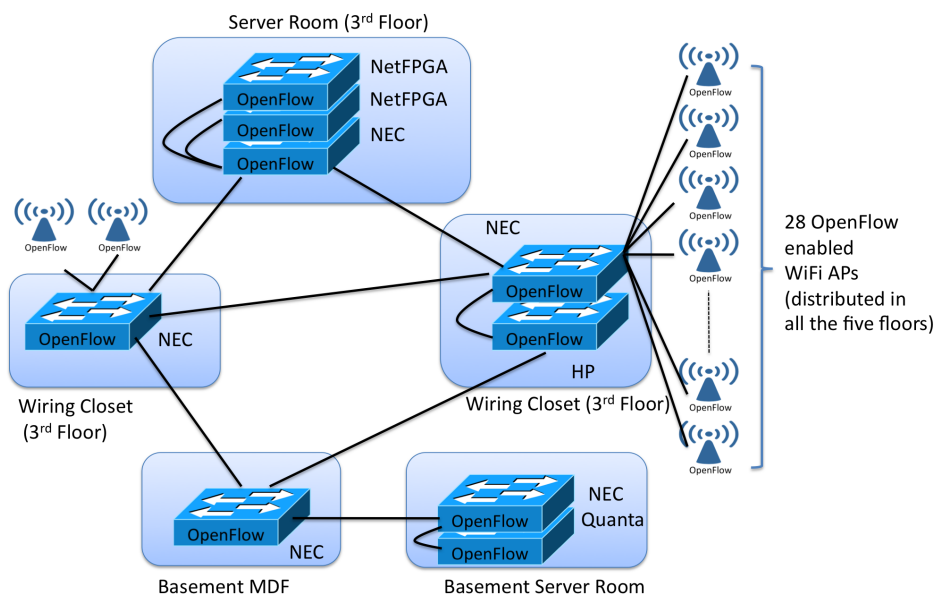 Server Room (3rd Floor)
NetFPGA
OpenFlow
NetFPGA
OpenFlow
NEC
OpenFlow
OpenFlow
OpenFlow
OpenFlow
NEC
Wiring Closet
(3rd Floor)
NEC
OpenFlow
OpenFlow
HP
Wiring Closet (3rd Floor)
OpenFlow
OpenFlow
OpenFlow
OpenFlow
OpenFlow
OpenFlow
28 OpenFlow
enabled
WiFi APs
(distributed in
all the five floors)
OpenFlow
NEC
Basement MDF
NEC
OpenFlow
Quanta
OpenFlow
Basement Server Room